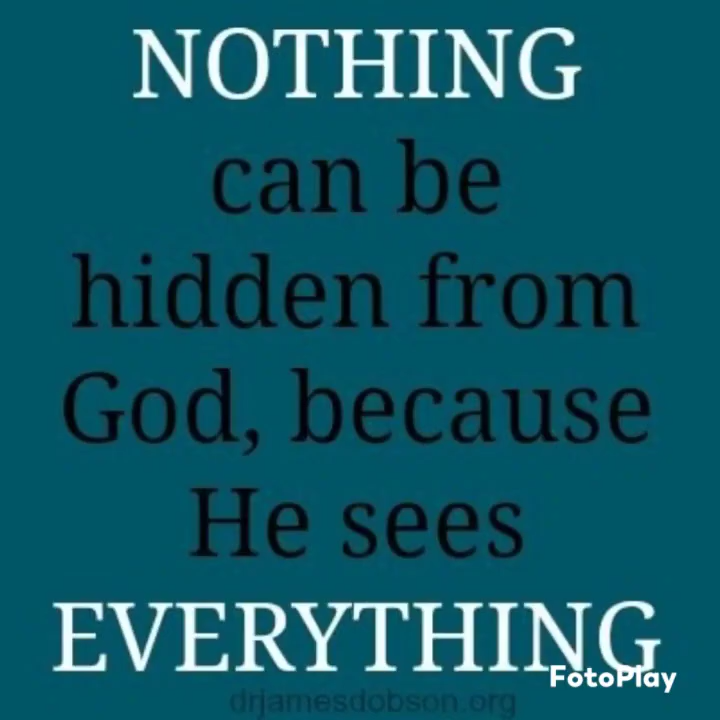 NOTHING
can be
hidden from
God, because
He sees
EVERYTHING
FotoPlay
drjamesdobson.org